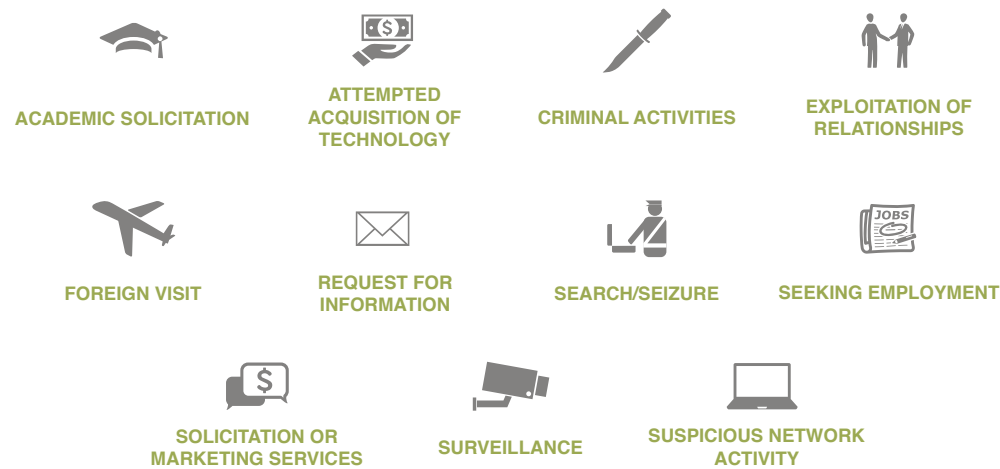 ACADEMIC SOLICITATION
ATTEMPTED
ACQUISITION OF
TECHNOLOGY
CRIMINAL ACTIVITIES
EXPLOITATION OF
RELATIONSHIPS
FOREIGN VISIT
REQUEST FOR
INFORMATION
SEARCH/SEIZURE
JOBS
SEEKING EMPLOYMENT
$
SOLICITATION OR
MARKETING SERVICES
SURVEILLANCE
SUSPICIOUS NETWORK
ACTIVITY